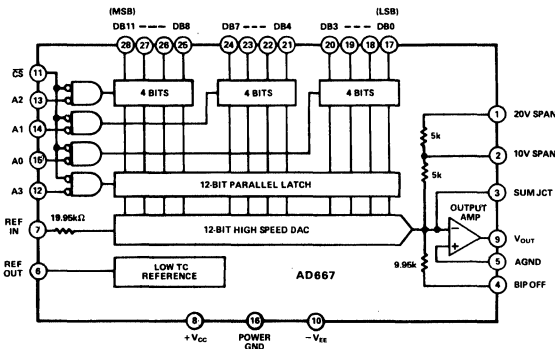 (MSB) (LSB)
DB11 ---- DB8 DB7 --- DB4 DB3 --- DB0
28 27 26 25 24 23 22 21 20 19 18 17
CS 11
4 BITS 4 BITS 4 BITS
A2 13
A1 14
A0 15
A3 12
12-BIT PARALLEL LATCH
REF IN 7 19.95kΩ
12-BIT HIGH SPEED DAC
REF OUT 6
LOW TC REFERENCE
AD667
5k
5k
9.95k
OUTPUT AMP
- 
+
1 20V SPAN
2 10V SPAN
3 SUM JCT
9 VOUT
5 AGND
4 BIP OFF
8 16 10
+VCC POWER GND -VEE